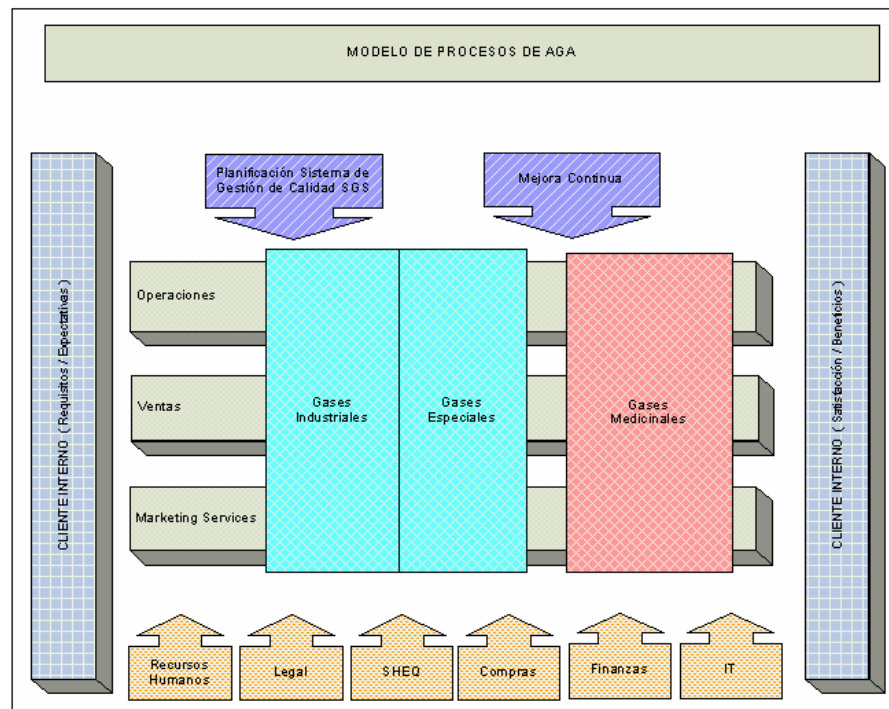 MODELO DE PROCESOS DE AGA
Planificación Sistema de
Gestión de Calidad SGS
Mejora Continua
CLIENTE INTERNO ( Requisitos / Expectativas )
Operaciones
Ventas
Marketing Services
Gases
Industriales
Gases
Especiales
Gases
Medicinales
CLIENTE INTERNO ( Satisfacción / Beneficios )
Recursos
Humanos
Legal
SHEQ
Compras
Finanzas
IT